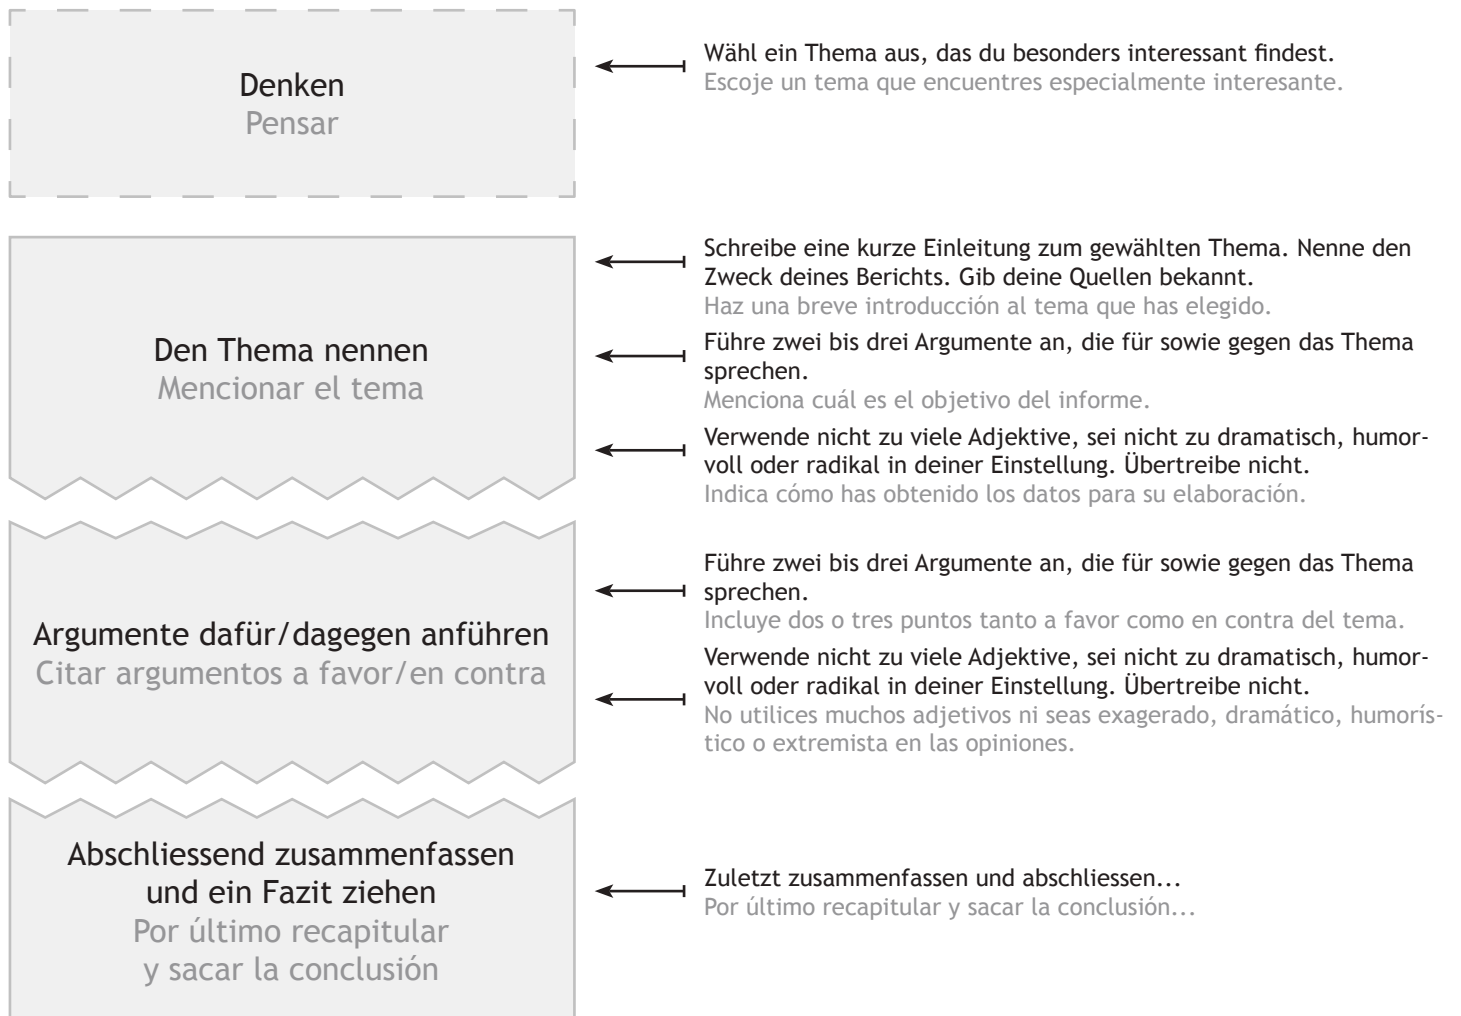 Denken
Pensar
Wähl ein Thema aus, das du besonders interessant findest.
Escoje un tema que encuentres especialmente interesante.
Den Thema nennen
Mencionar el tema
Schreibe eine kurze Einleitung zum gewählten Thema. Nenne den
Zweck deines Berichts. Gib deine Quellen bekannt.
Haz una breve introducción al tema que has elegido.
Führe zwei bis drei Argumente an, die für sowie gegen das Thema
sprechen.
Menciona cuál es el objetivo del informe.
Verwende nicht zu viele Adjektive, sei nicht zu dramatisch, humor-
voll oder radikal in deiner Einstellung. Übertreibe nicht.
Indica cómo has obtenido los datos para su elaboración.
Argumente dafür/dagegen anführen
Citar argumentos a favor/en contra
Führe zwei bis drei Argumente an, die für sowie gegen das Thema
sprechen.
Incluye dos o tres puntos tanto a favor como en contra del tema.
Verwende nicht zu viele Adjektive, sei nicht zu dramatisch, humor-
voll oder radikal in deiner Einstellung. Übertreibe nicht.
No utilices muchos adjetivos ni seas exagerado, dramático, humorís-
tico o extremista en las opiniones.
Abschliessend zusammenfassen
und ein Fazit ziehen
Por último recapitular
y sacar la conclusión
Zuletzt zusammenfassen und abschliessen...
Por último recapitular y sacar la conclusión...